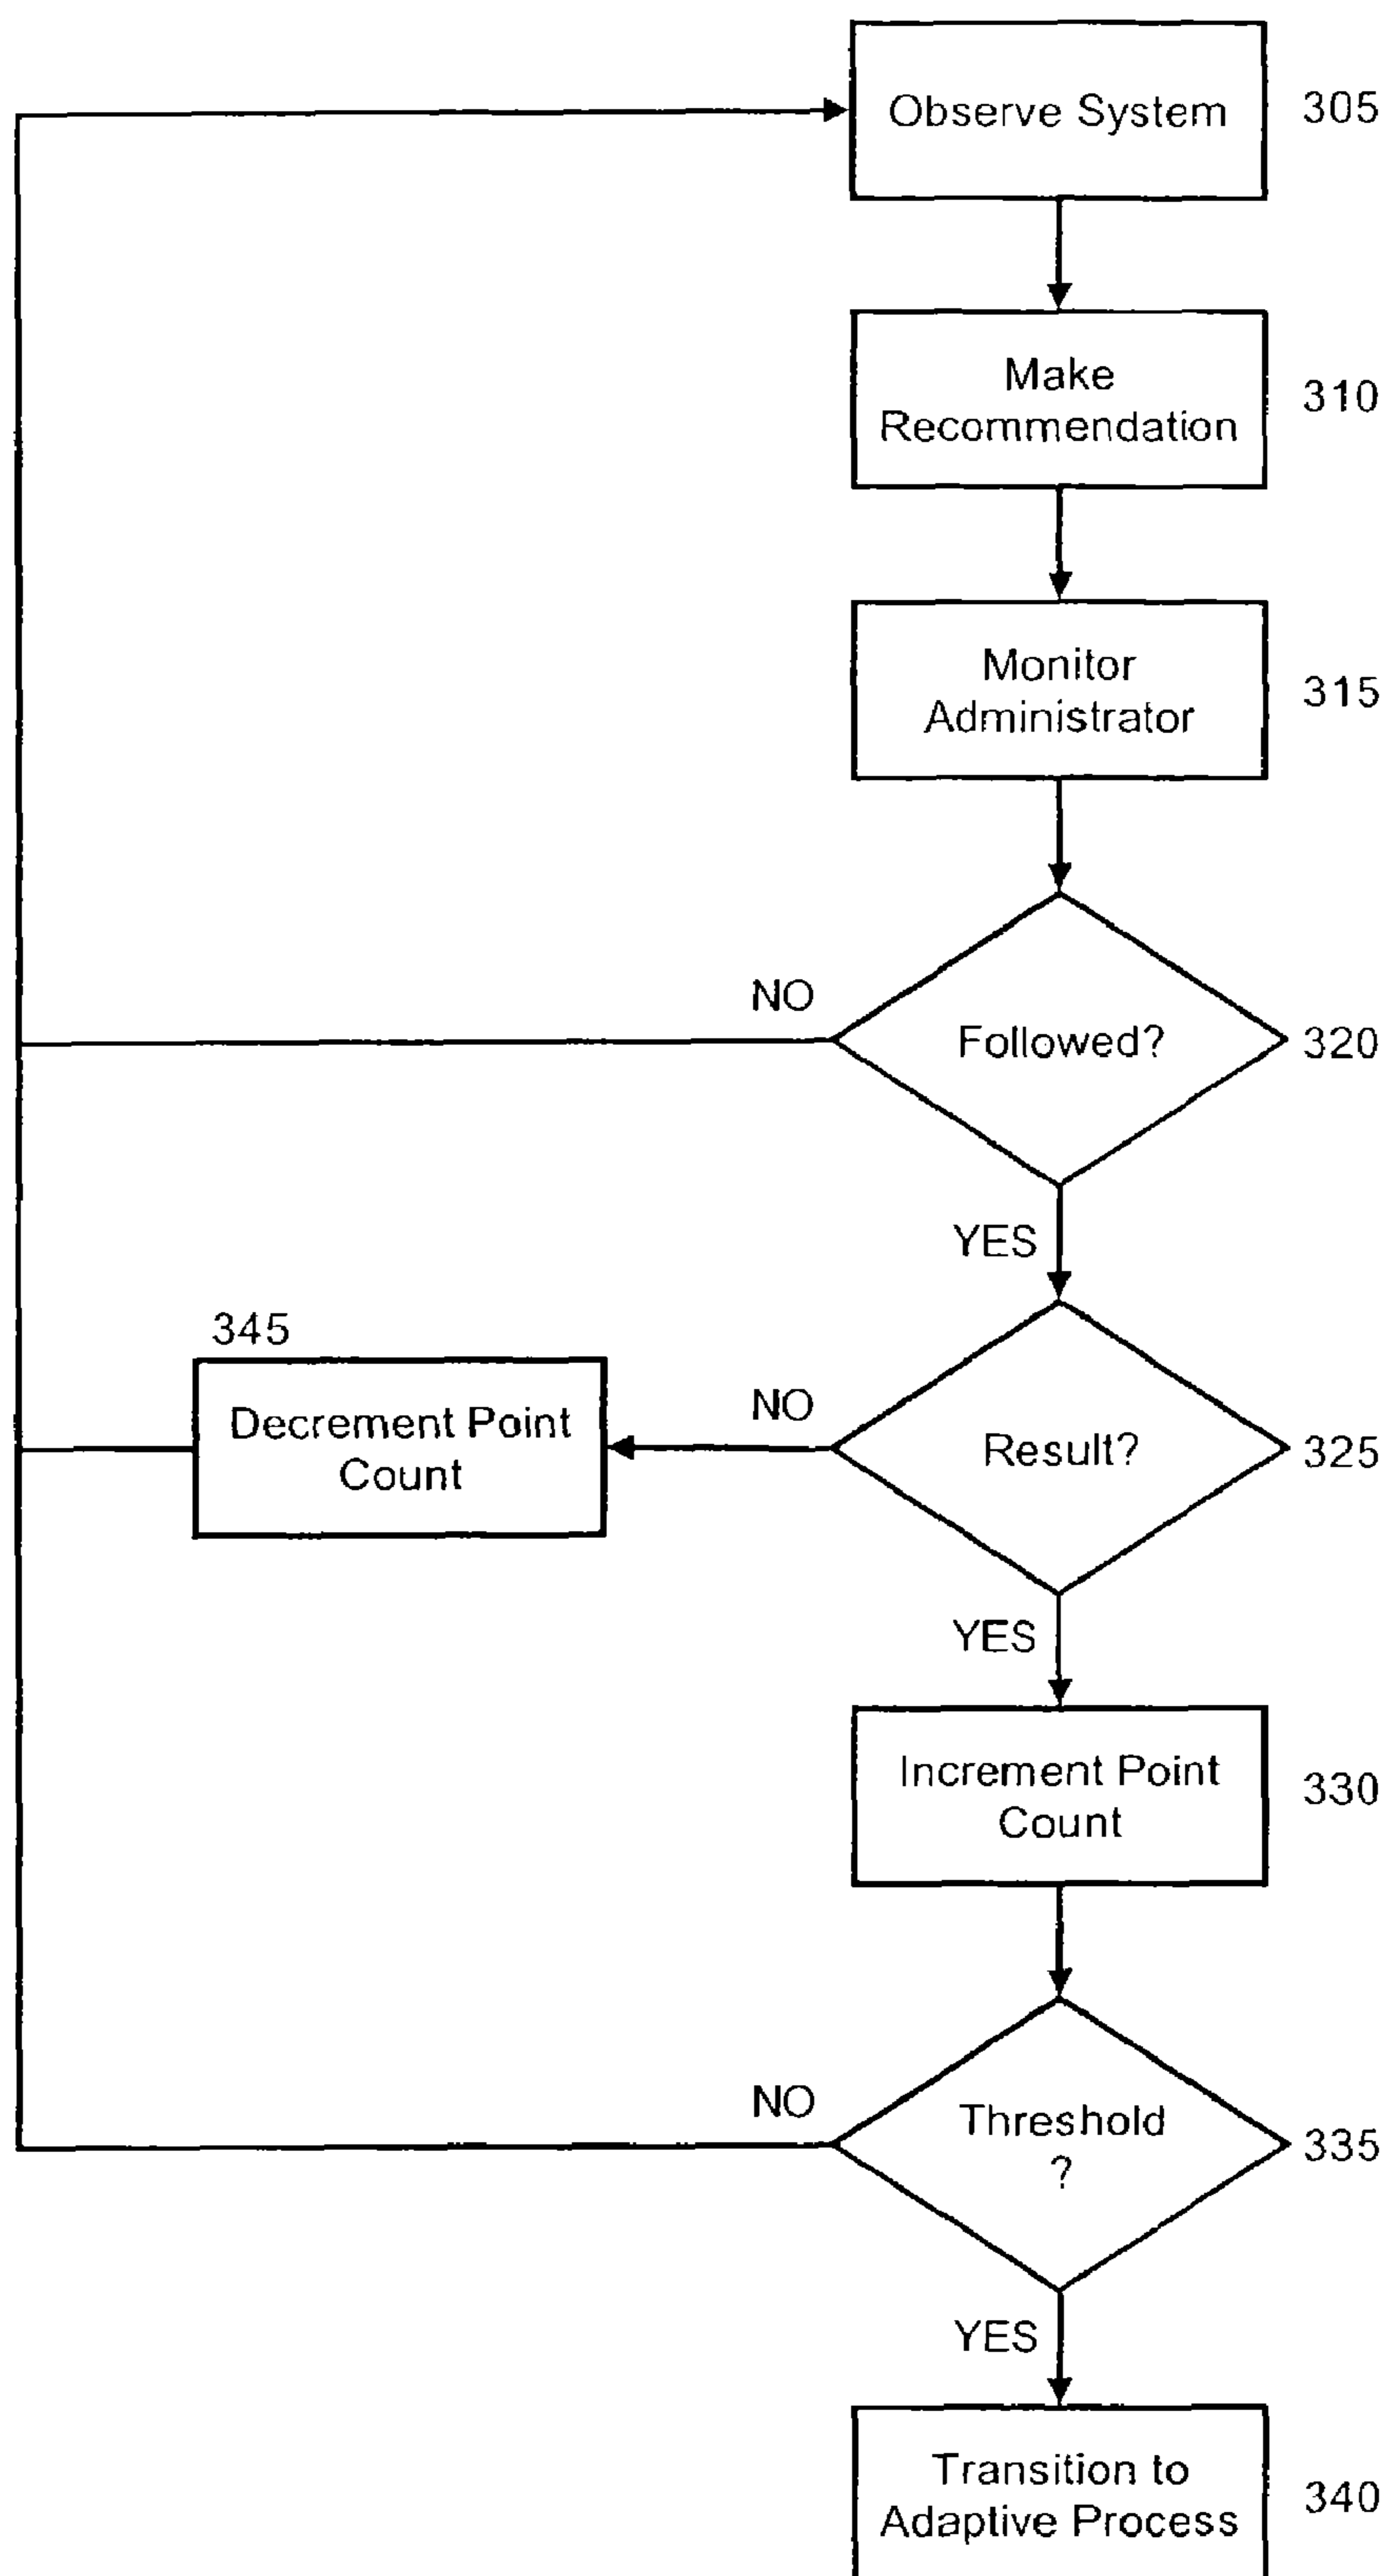 Observe System
305
Make
Recommendation
310
Monitor
Administrator
315
NO
Followed?
320
YES
345
Decrement Point
Count
NO
Result?
325
YES
Increment Point
Count
330
NO
Threshold
?
335
YES
Transition to
Adaptive Process
340